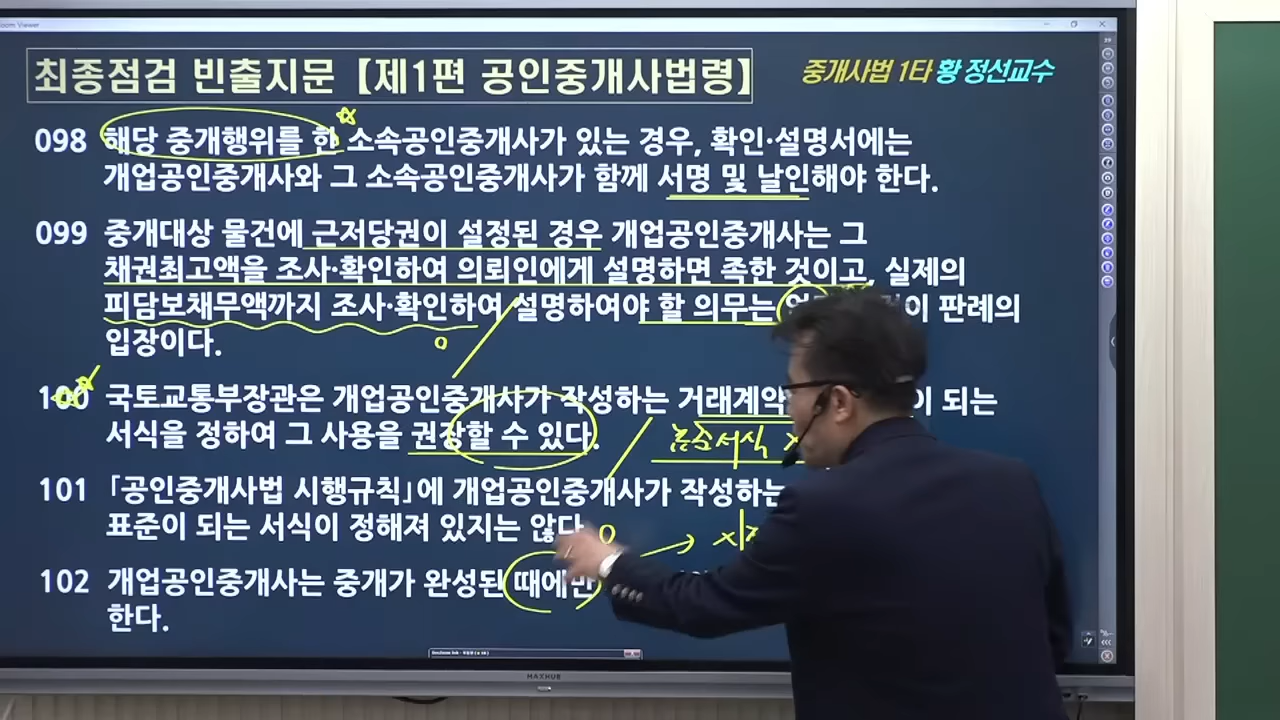 oom Viewer
최종점검 빈출지문【제1편 공인중개사법령】
중개사법 1타 황 정선교수
098 해당 중개행위를 한 소속공인중개사가 있는 경우, 확인·설명서에는
개업공인중개사와 그 소속공인중개사가 함께 서명 및 날인해야 한다.
099 중개대상 물건에 근저당권이 설정된 경우 개업공인중개사는 그
채권최고액을 조사·확인하여 의뢰인에게 설명하면 족한 것이고, 실제의
피담보채무액까지 조사·확인하여 설명하여야 할 의무는 이 판례의
입장이다.
100 국토교통부장관은 개업공인중개사가 작성하는 거래계약 이 되는
서식을 정하여 그 사용을 권장할 수 있다.
표준서식 x
101 「공인중개사법 시행규칙」에 개업공인중개사가 작성하는
표준이 되는 서식이 정해져 있지는 않다.
102 개업공인중개사는 중개가 완성된 때에만
한다.
MAXHUB